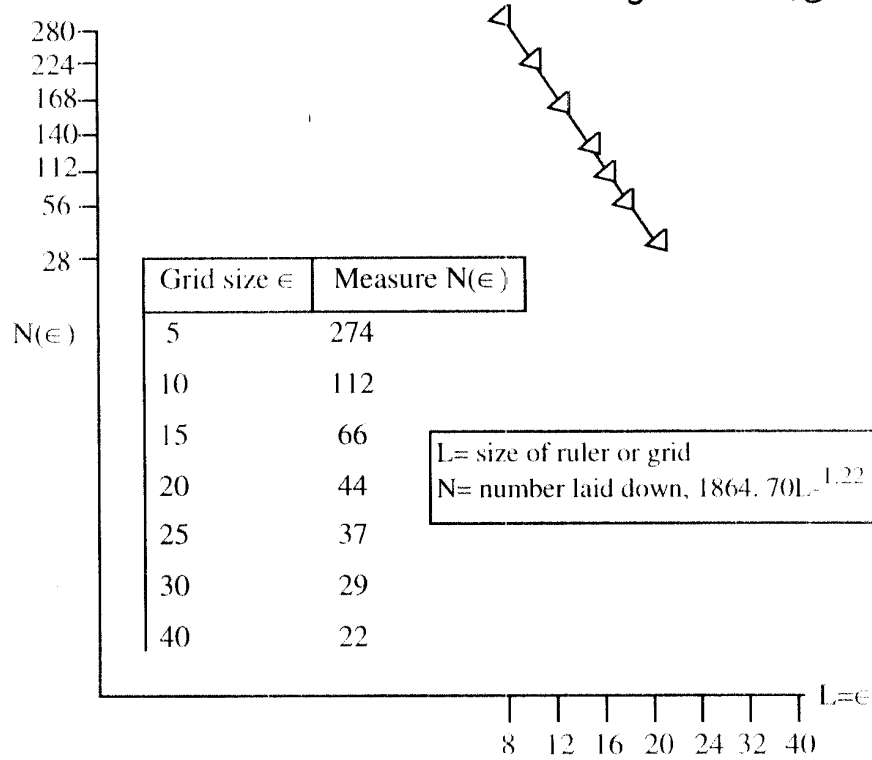 280
224
168
140
112
56
28
Grid size ∈ Measure N(∈)
N(∈)
5 274
10 112
15 66
20 44
25 37
30 29
40 22
L= size of ruler or grid
N= number laid down, 1864. 70L-1.22
L=∈
8 12 16 20 24 32 40